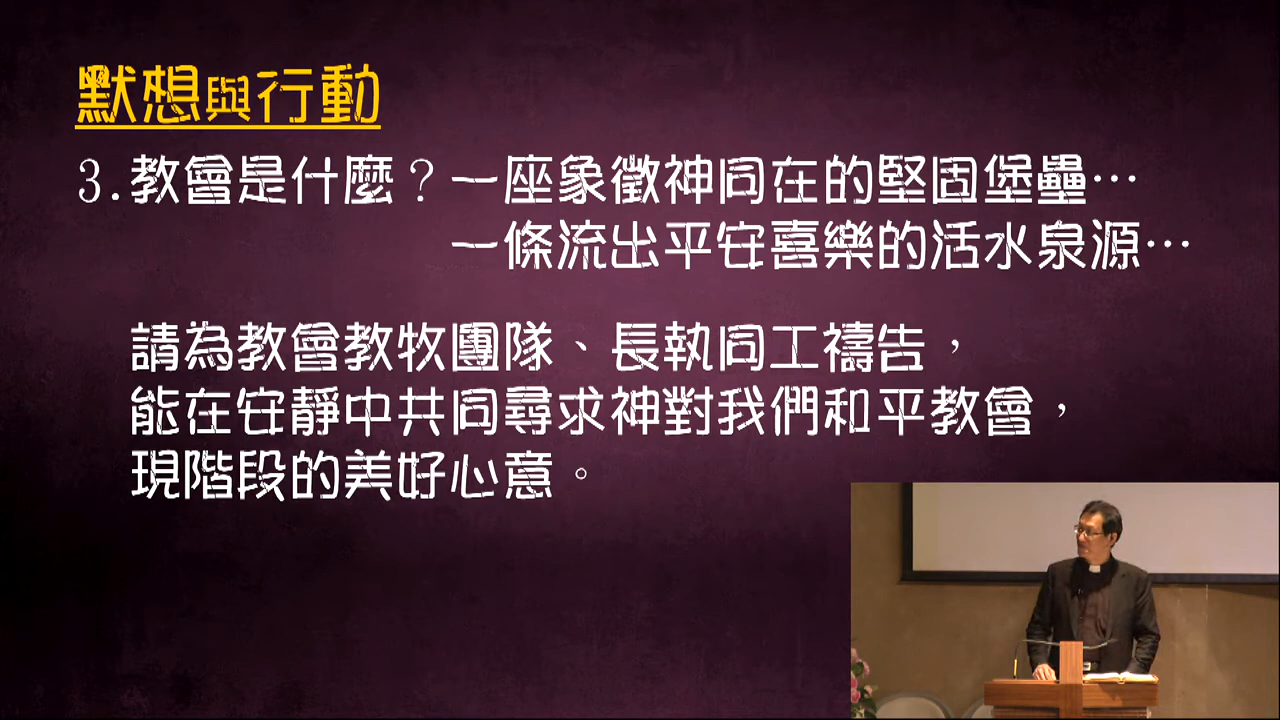 默想與行動
3.教會是什麼？一座象徵神同在的堅固堡壘…
一條流出平安喜樂的活水泉源…
請為教會教牧團隊、長執同工禱告，
能在安靜中共同尋求神對我們和平教會，
現階段的美好心意。